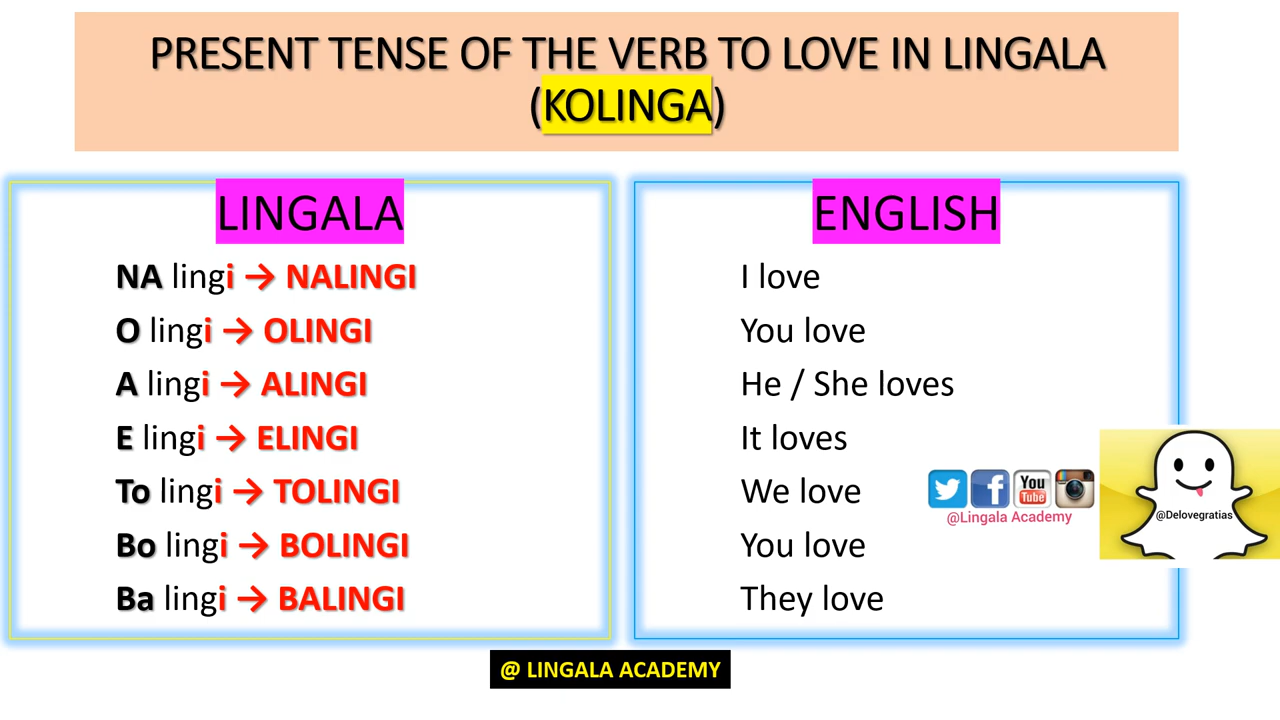 PRESENT TENSE OF THE VERB TO LOVE IN LINGALA
(KOLINGA)
LINGALA
NA lingi → NALINGI
O lingi → OLINGI
A lingi → ALINGI
E lingi → ELINGI
To lingi → TOLINGI
Bo lingi → BOLINGI
Ba lingi → BALINGI
ENGLISH
I love
You love
He / She loves
It loves
We love
You love
They love
You
Tube
@Lingala Academy
@Delovegratias
@ LINGALA ACADEMY